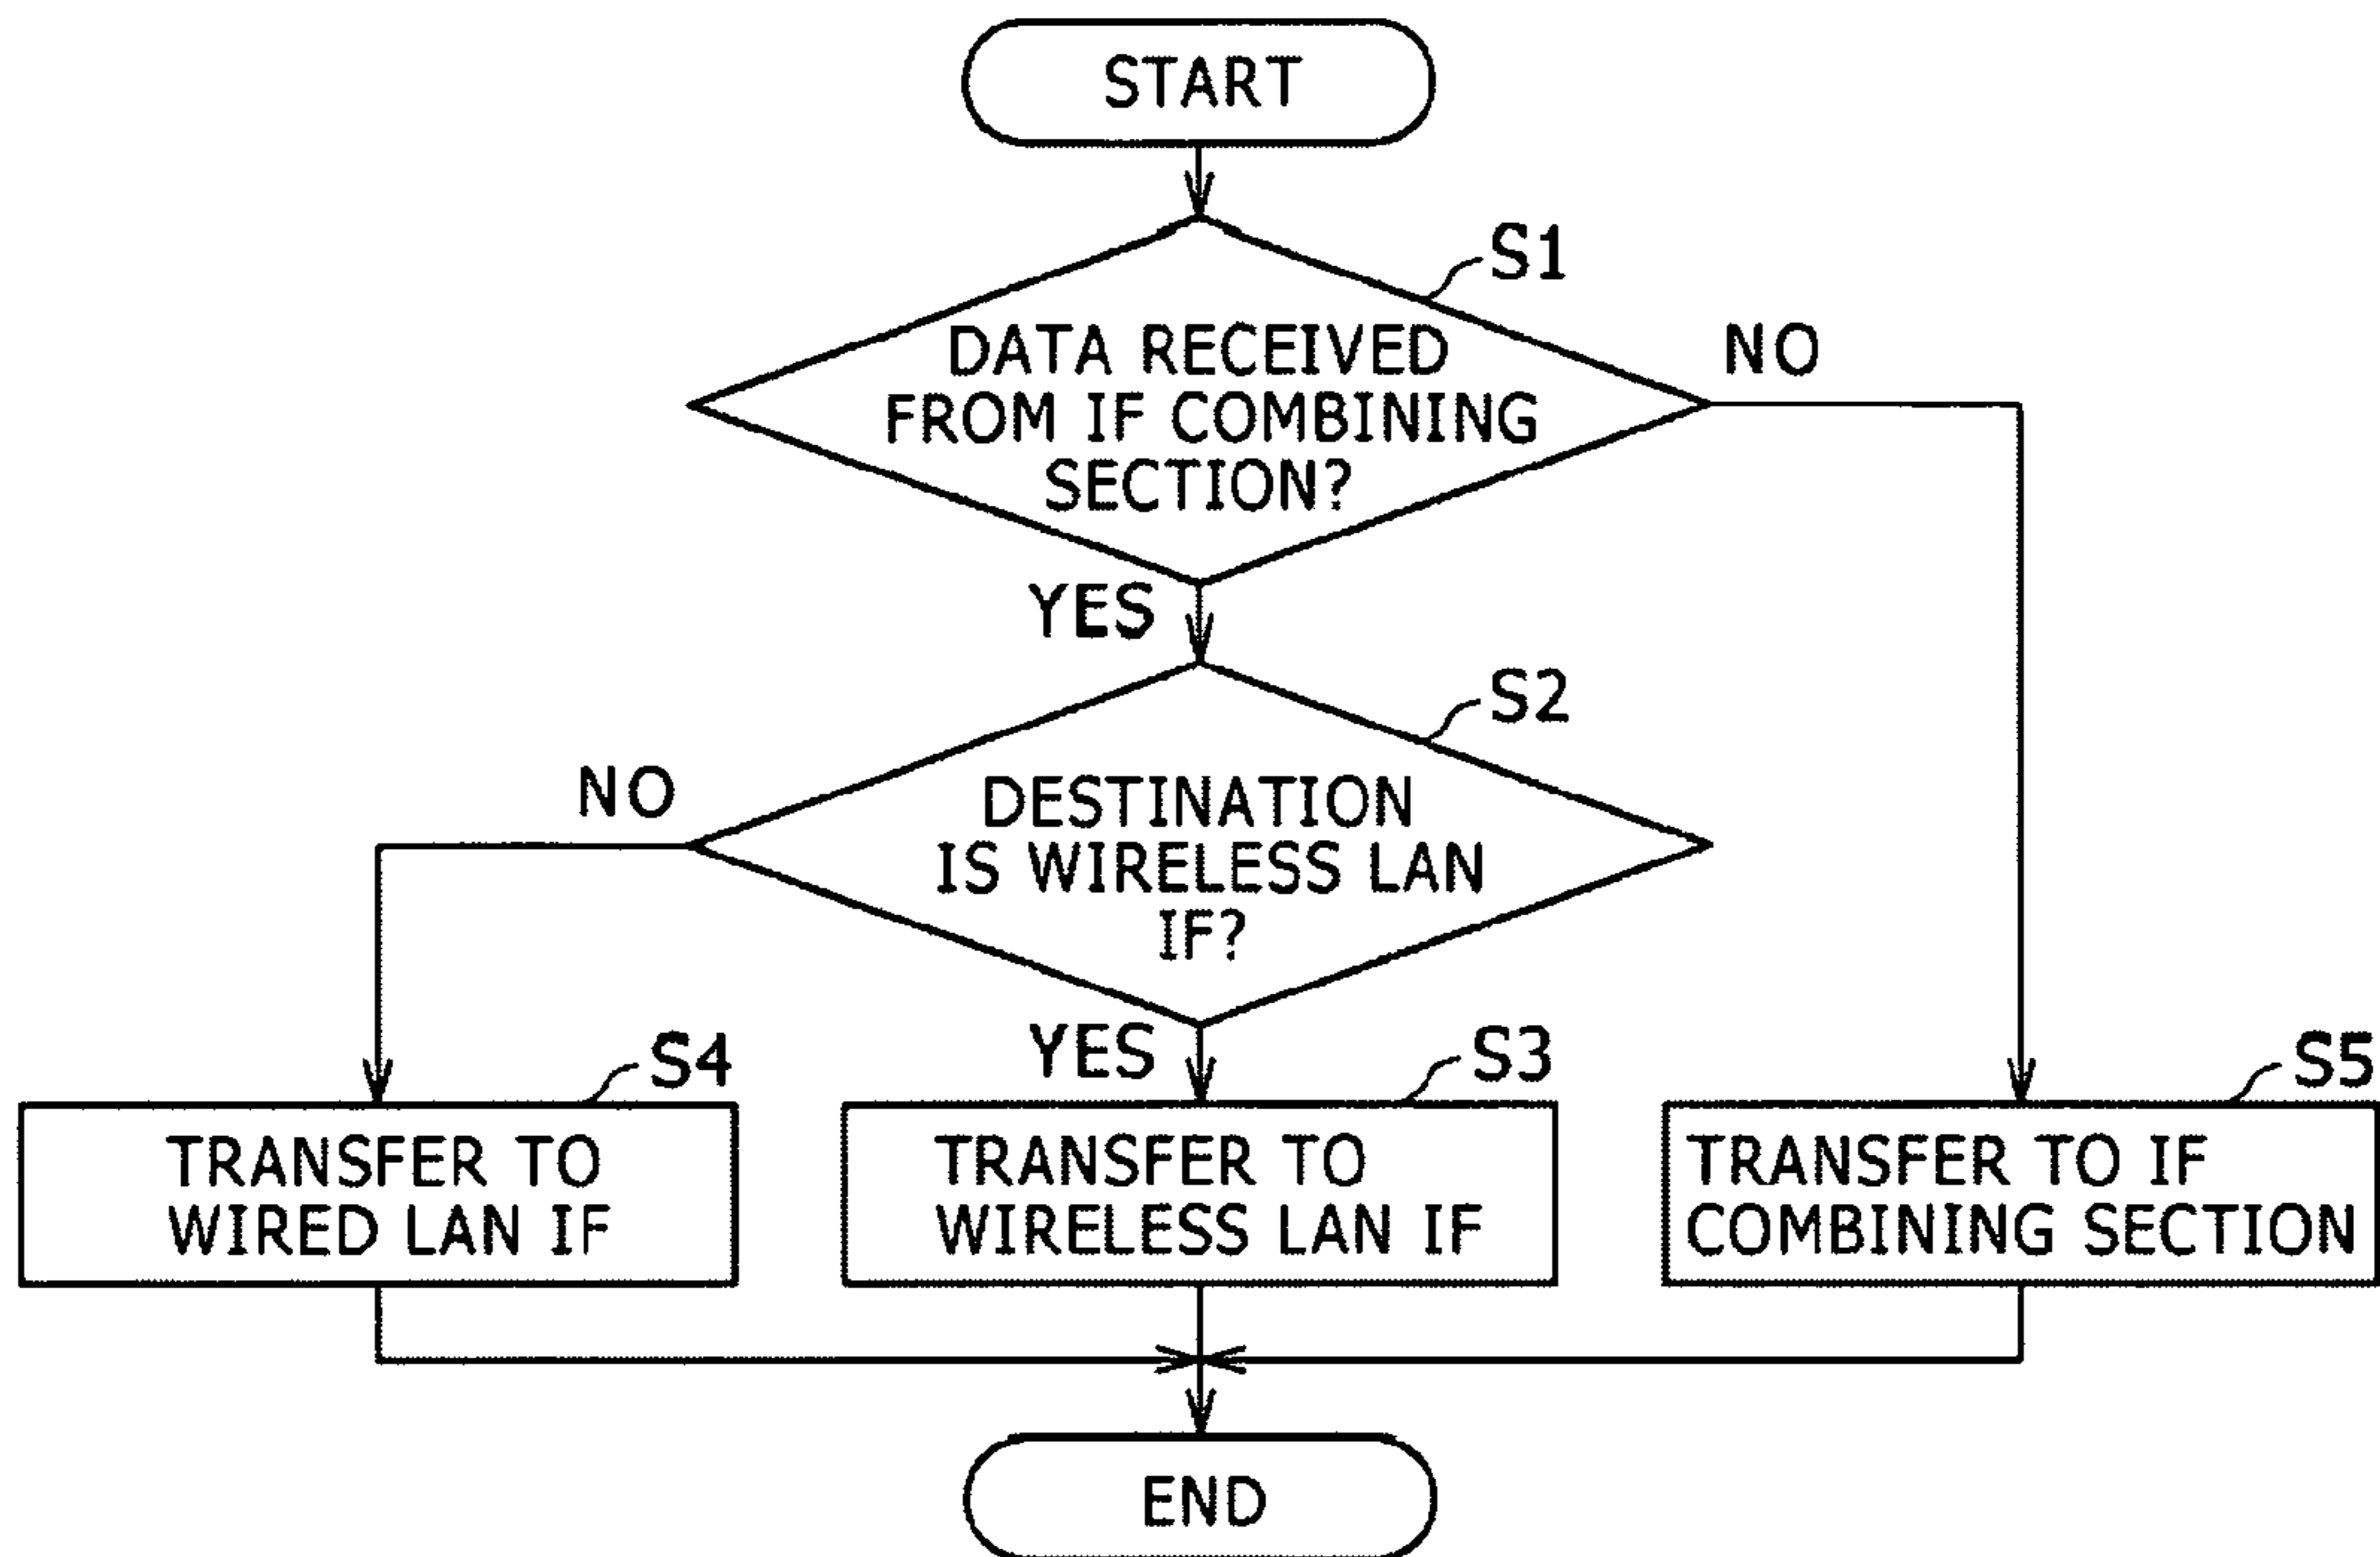 START
S1
DATA RECEIVED
FROM IF COMBINING
SECTION?
NO
YES
S2
DESTINATION
IS WIRELESS LAN
IF?
NO
YES
S4
TRANSFER TO
WIRED LAN IF
S3
TRANSFER TO
WIRELESS LAN IF
S5
TRANSFER TO IF
COMBINING SECTION
END